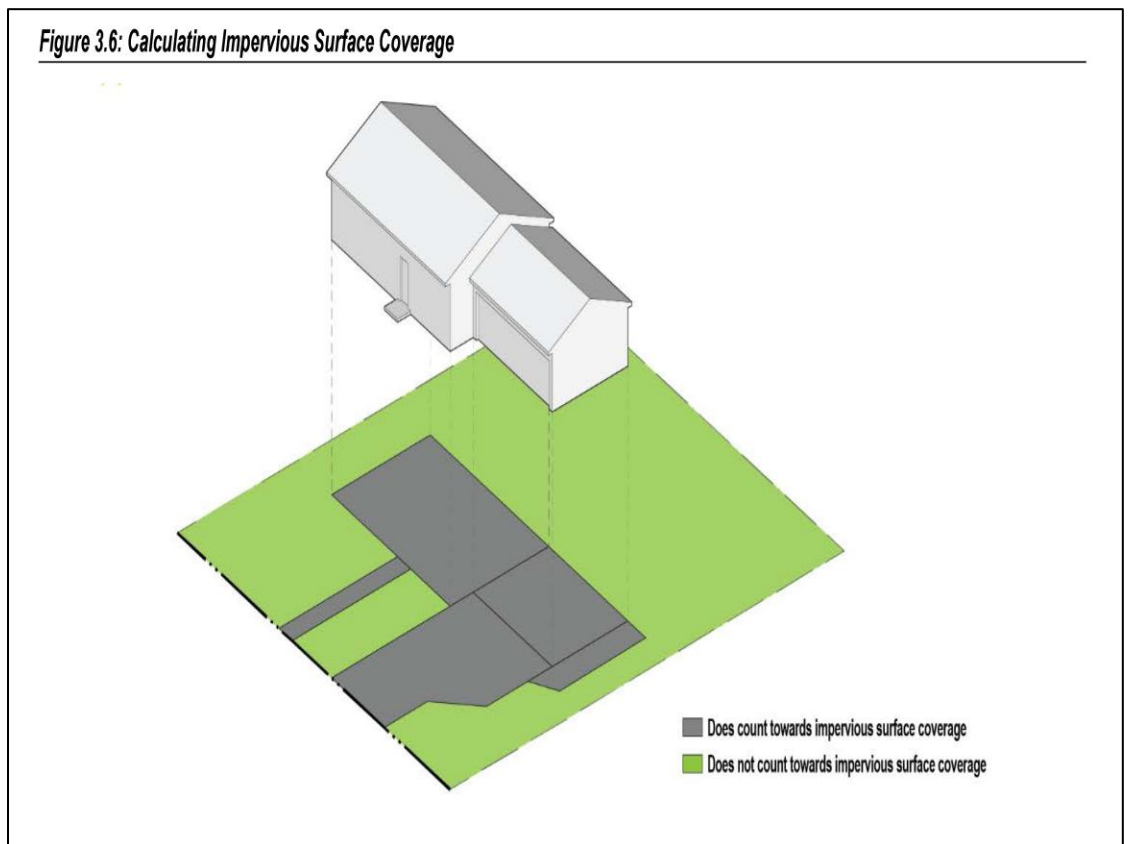 Figure 3.6: Calculating Impervious Surface Coverage
Does count towards impervious surface coverage
Does not count towards impervious surface coverage